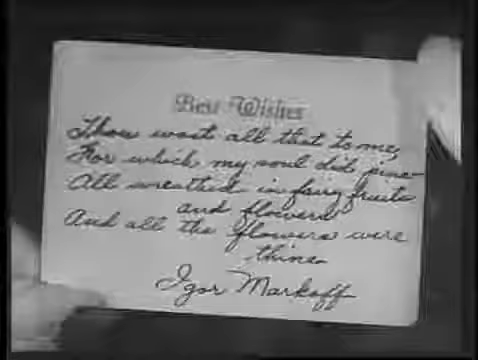 Best Wishes
Thou wast all that to me,
For which my soul did pine—
All wreathed in fairy fruits
and flowers
And all the flowers were
thine.
Igor Markoff